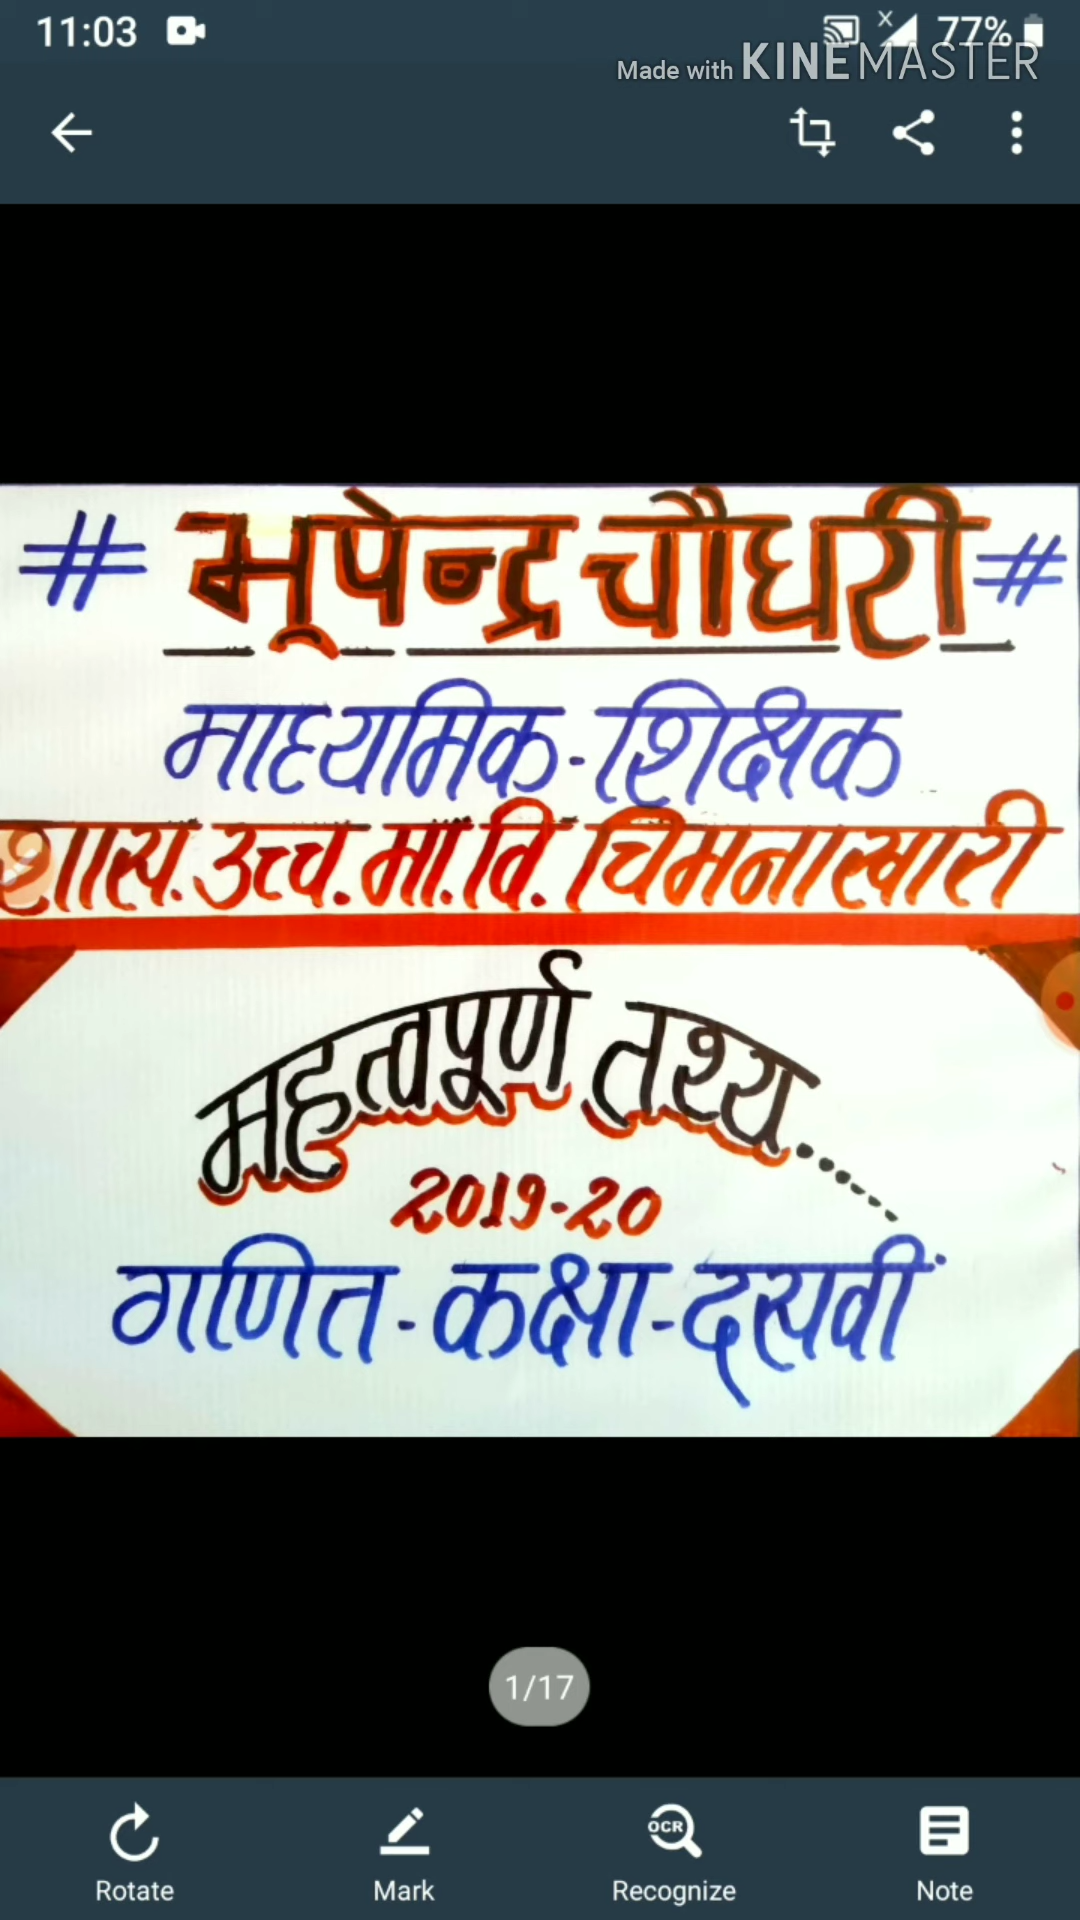 11:03 77%
Made with KINEMASTER
# भूपेन्द्र चौधरी #
माध्यमिक-शिक्षक
शास. उच्च. मा. वि. चिमनाखारी
महत्वपूर्ण तथ्य......
2019-20
गणित-कक्षा-दसवीं
1/17
OCR
Rotate Mark Recognize Note